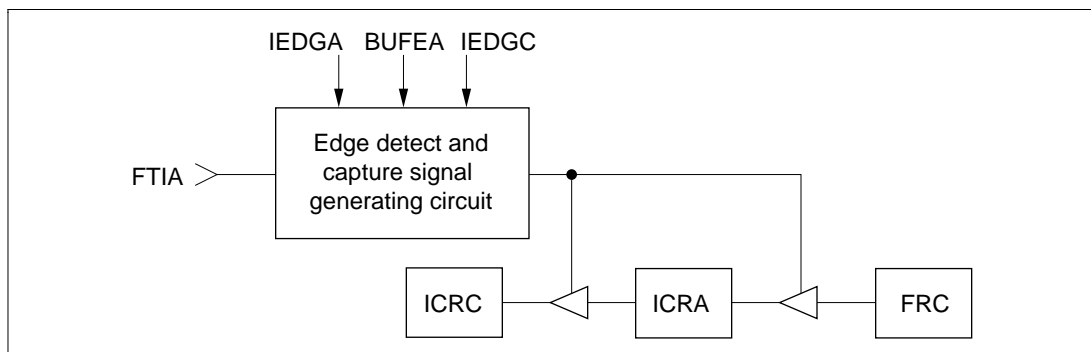 IEDGA BUFEA IEDGC
Edge detect and
capture signal
generating circuit
FTIA
ICRC ICRA FRC